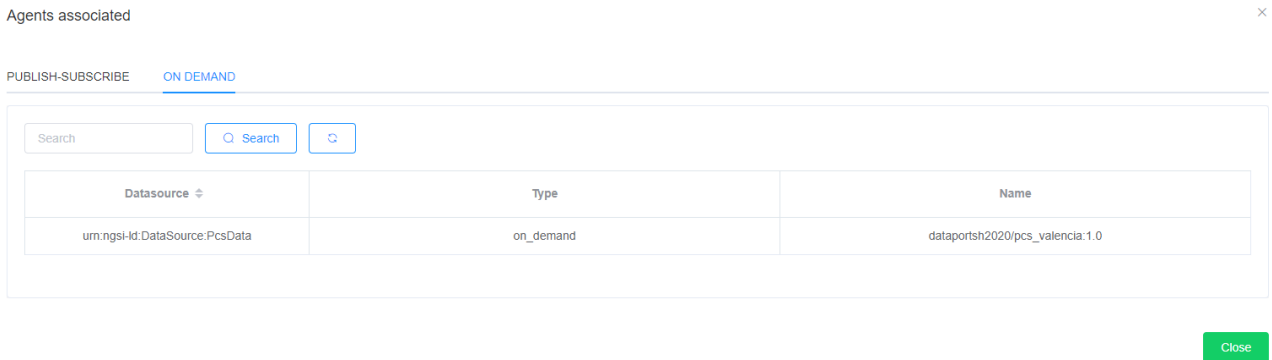 Agents associated
PUBLISH-SUBSCRIBE ON DEMAND
Search Search
Datasource Type Name
urn:ngsi-ld:DataSource:PcsData on_demand dataportsh2020/pcs_valencia:1.0
Close